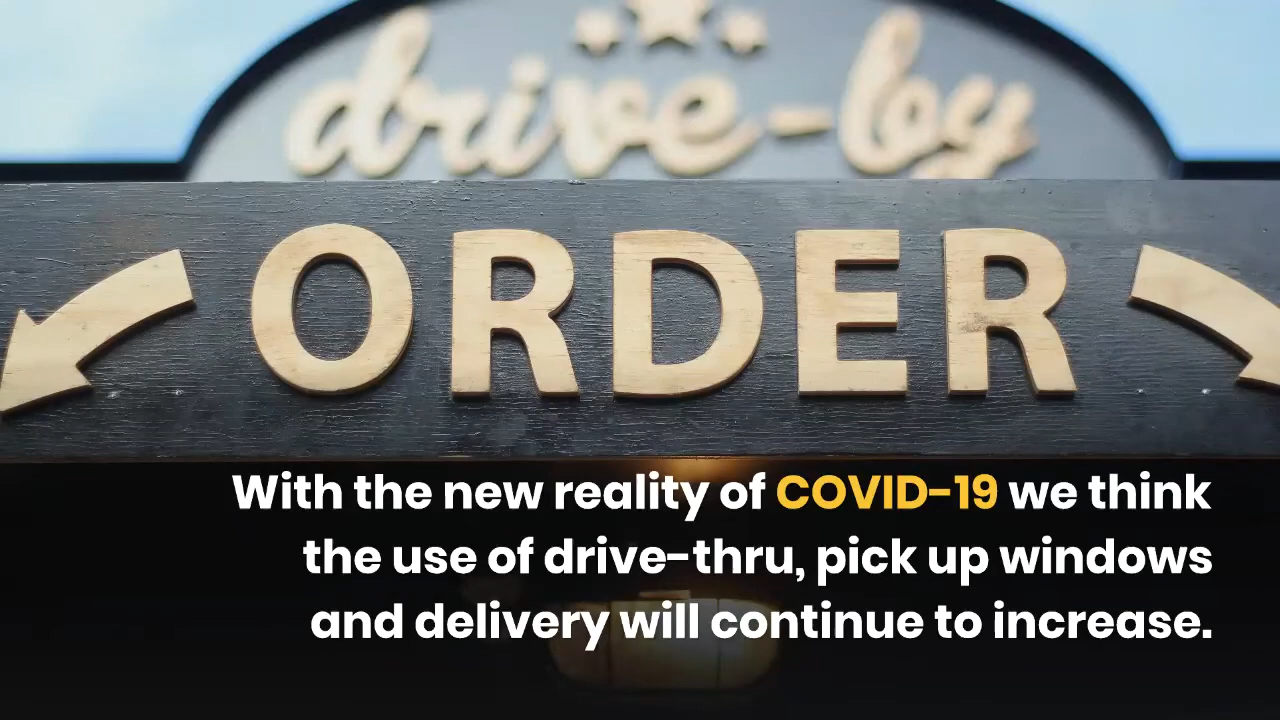 drive-by
ORDER
With the new reality of COVID-19 we think
the use of drive-thru, pick up windows
and delivery will continue to increase.